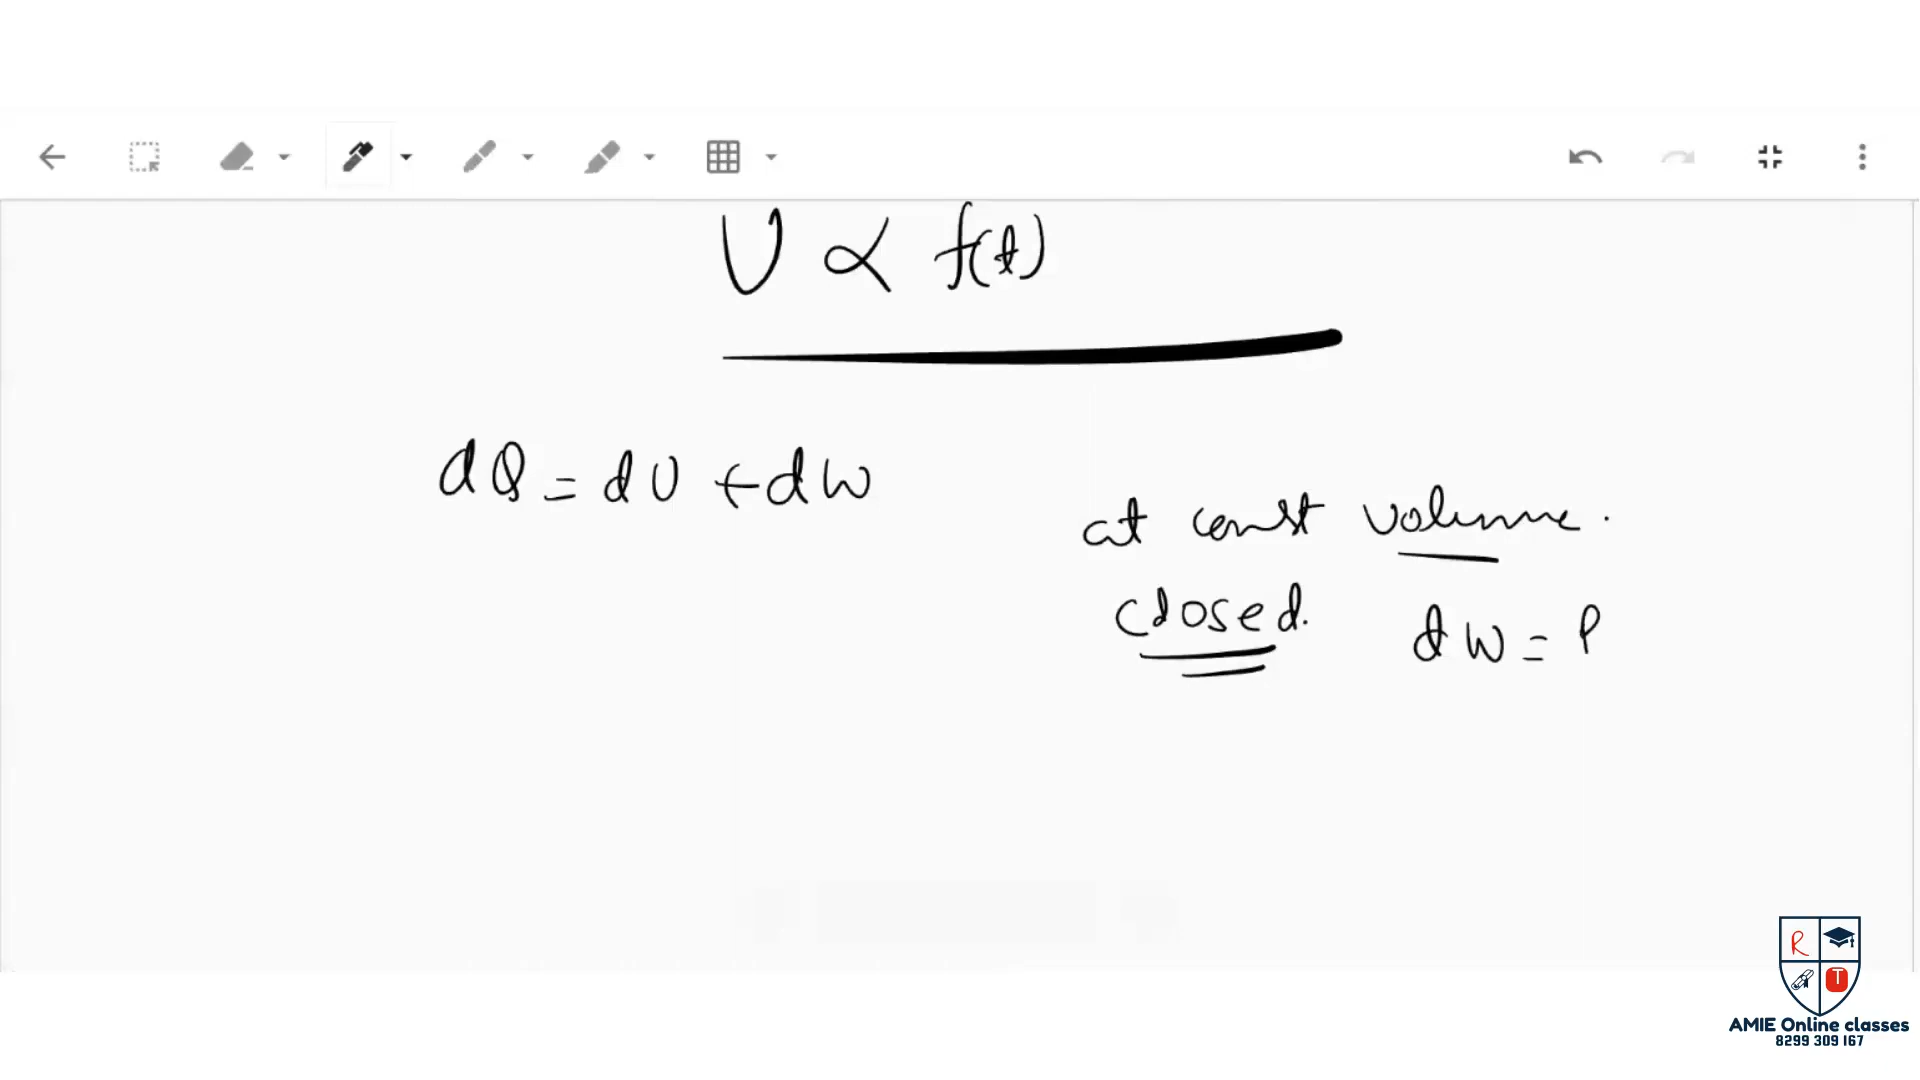 U ∝ f(t)
dQ = dU + dW
at const volume.
closed.
dW = P
R
T
AMIE Online classes
8299 309 167